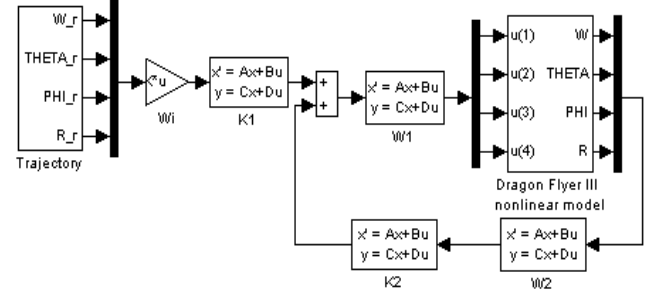 W_r
THETA_r
PHI_r
R_r
Trajectory
Wi
x' = Ax+Bu
y = Cx+Du
K1
+
+
x' = Ax+Bu
y = Cx+Du
W1
u(1)
u(2)
u(3)
u(4)
W
THETA
PHI
R
Dragon Flyer III
nonlinear model
x' = Ax+Bu
y = Cx+Du
K2
x' = Ax+Bu
y = Cx+Du
W2